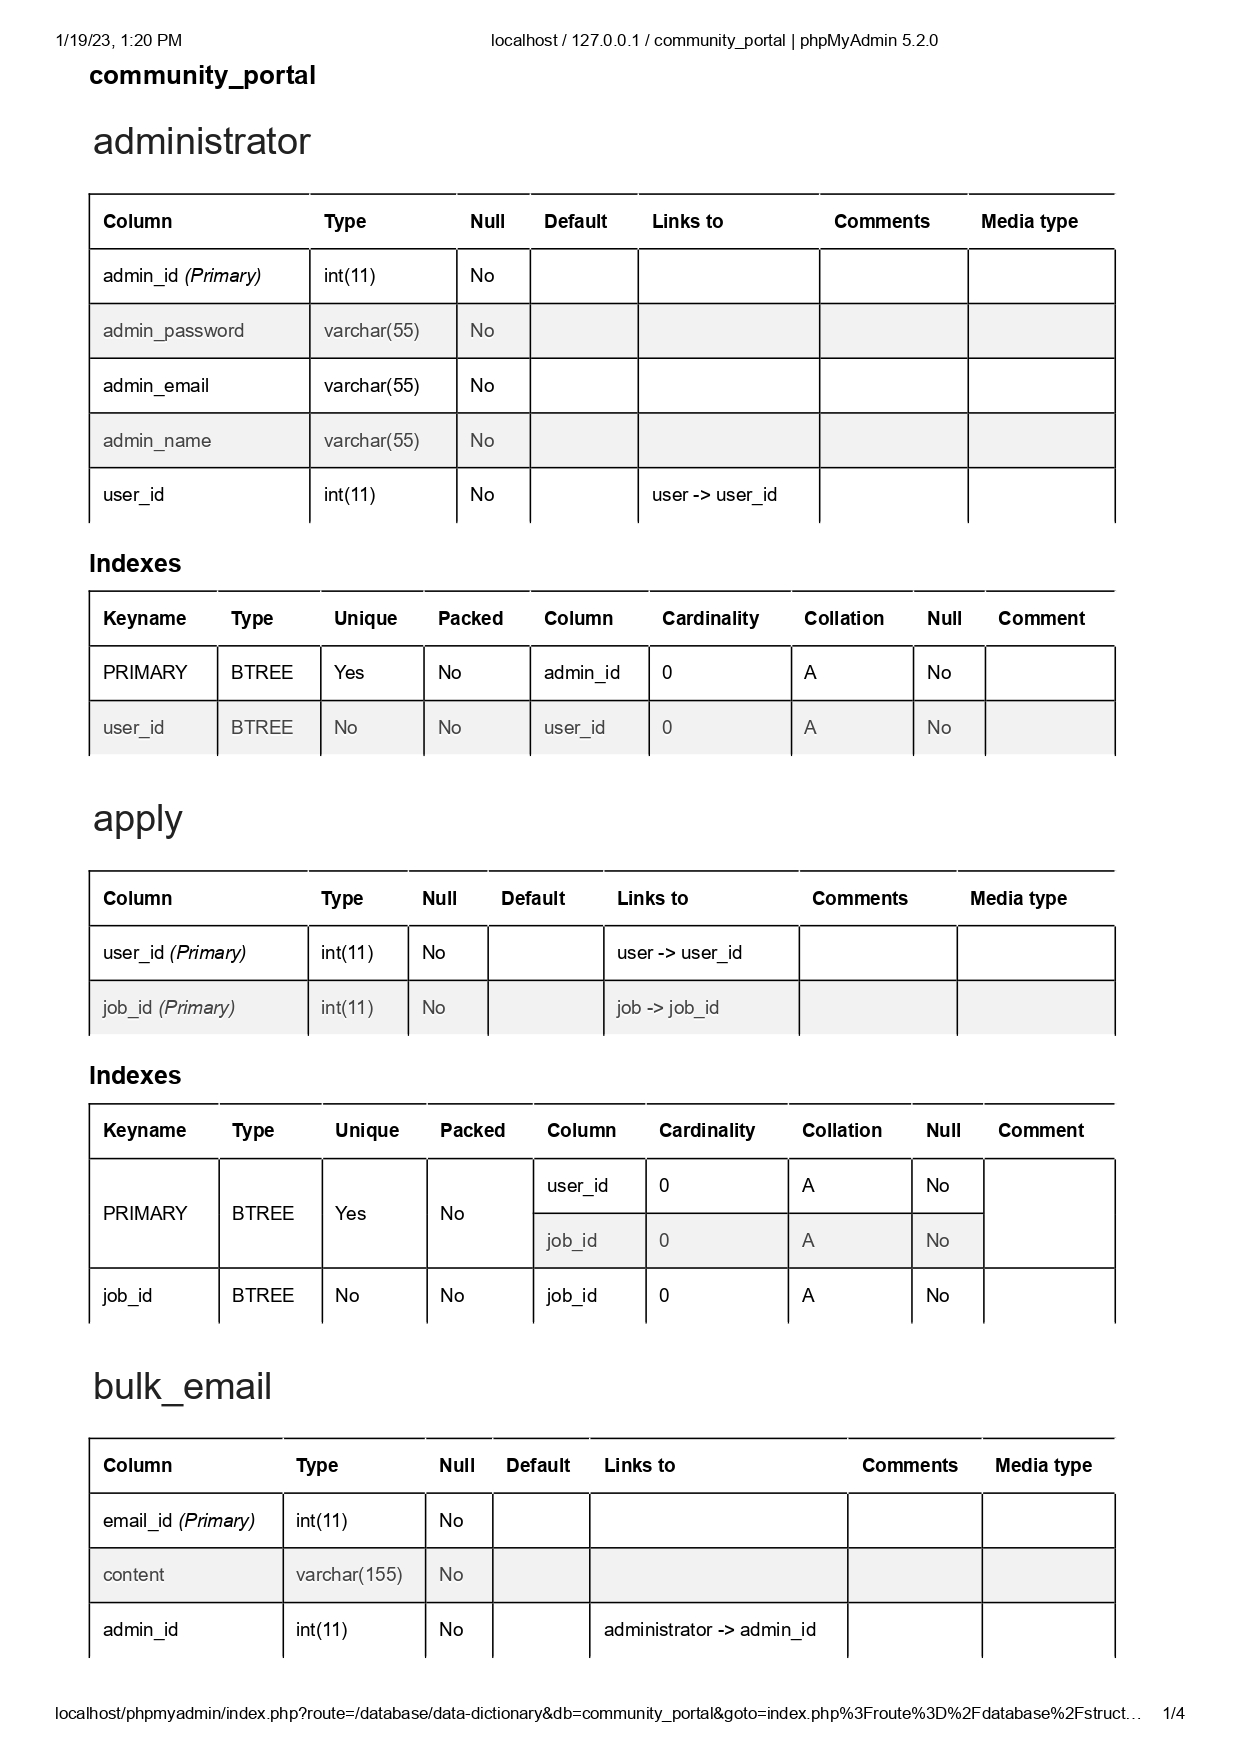 1/19/23, 1:20 PM localhost / 127.0.0.1 / community_portal | phpMyAdmin 5.2.0
community_portal
administrator
Column Type Null Default Links to Comments Media type
admin_id (Primary) int(11) No
admin_password varchar(55) No
admin_email varchar(55) No
admin_name varchar(55) No
user_id int(11) No user -> user_id
Indexes
Keyname Type Unique Packed Column Cardinality Collation Null Comment
PRIMARY BTREE Yes No admin_id 0 A No
user_id BTREE No No user_id 0 A No
apply
Column Type Null Default Links to Comments Media type
user_id (Primary) int(11) No user -> user_id
job_id (Primary) int(11) No job -> job_id
Indexes
Keyname Type Unique Packed Column Cardinality Collation Null Comment
PRIMARY BTREE Yes No user_id 0 A No
job_id 0 A No
job_id BTREE No No job_id 0 A No
bulk_email
Column Type Null Default Links to Comments Media type
email_id (Primary) int(11) No
content varchar(155) No
admin_id int(11) No administrator -> admin_id
localhost/phpmyadmin/index.php?route=/database/data-dictionary&db=community_portal&goto=index.php%3Froute%3D%2Fdatabase%2Fstruct… 1/4